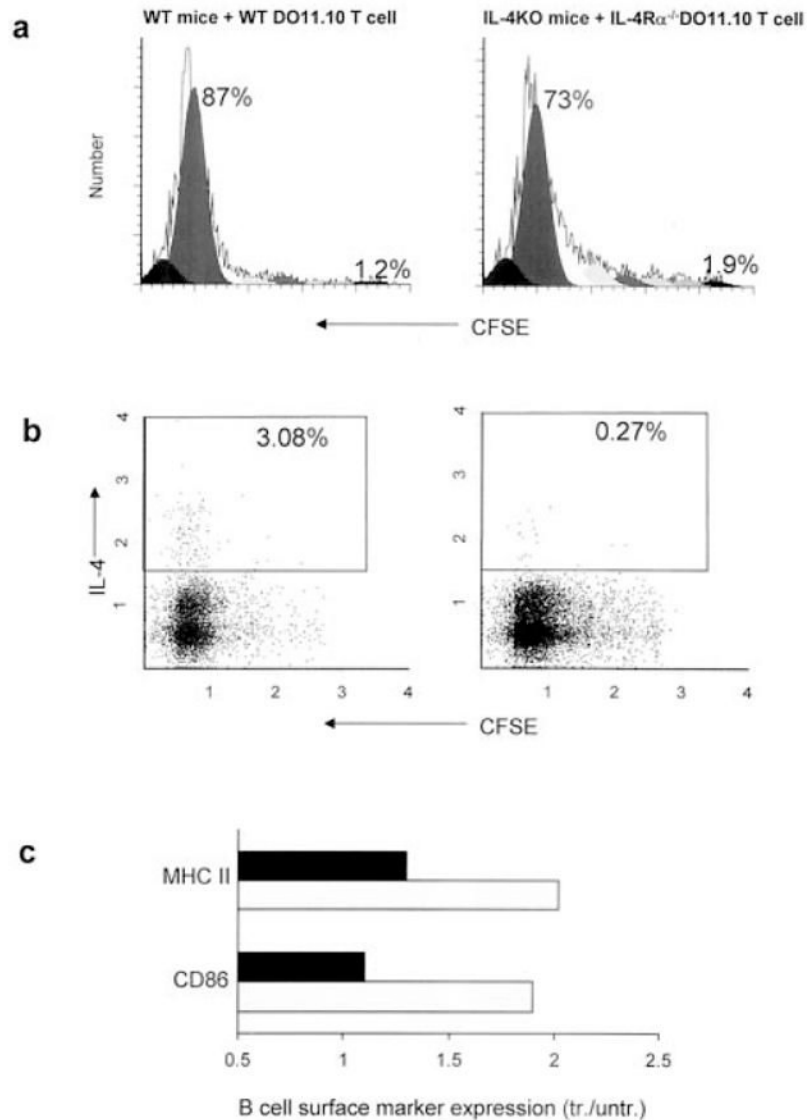 a
WT mice + WT DO11.10 T cell
IL-4KO mice + IL-4Rα-/-DO11.10 T cell
Number
87%
1.2%
73%
1.9%
CFSE
b
IL-4
4
3
2
1
3.08%
1 2 3 4
4
3
2
1
0.27%
1 2 3 4
CFSE
c
MHC II
CD86
0.5 1 1.5 2 2.5
B cell surface marker expression (tr./untr.)